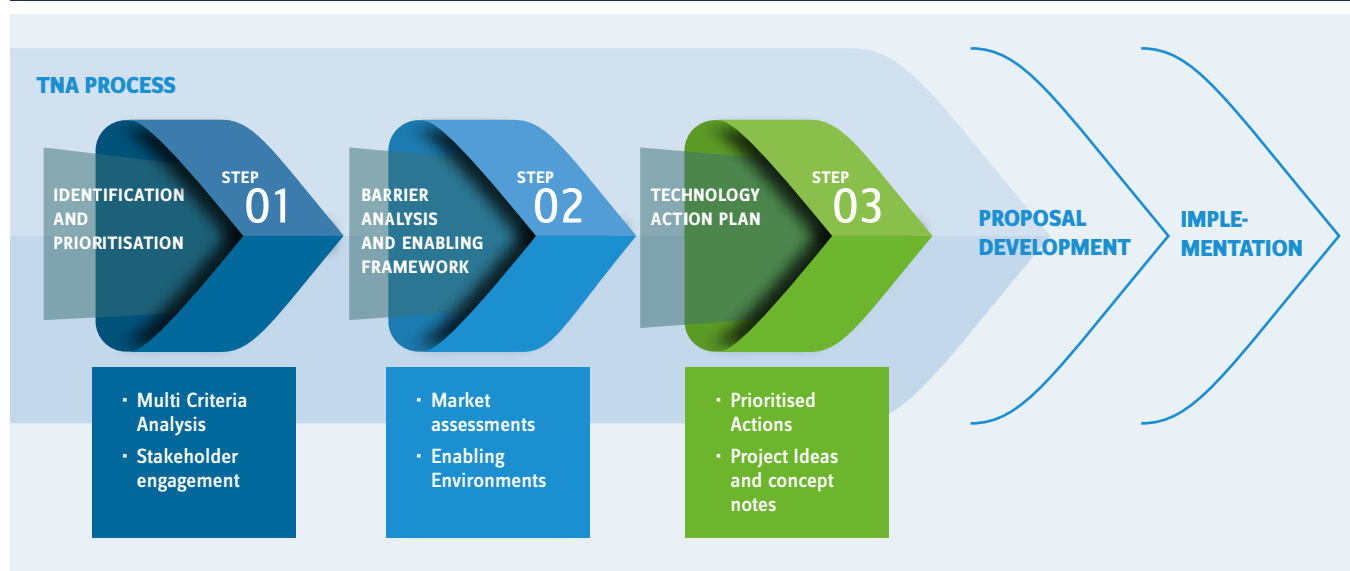 TNA PROCESS
STEP
01
IDENTIFICATION
AND
PRIORITISATION
STEP
02
BARRIER
ANALYSIS
AND ENABLING
FRAMEWORK
STEP
03
TECHNOLOGY
ACTION PLAN
PROPOSAL
DEVELOPMENT
IMPLE-
MENTATION
· Multi Criteria
Analysis
· Stakeholder
engagement
· Market
assessments
· Enabling
Environments
· Prioritised
Actions
· Project Ideas
and concept
notes